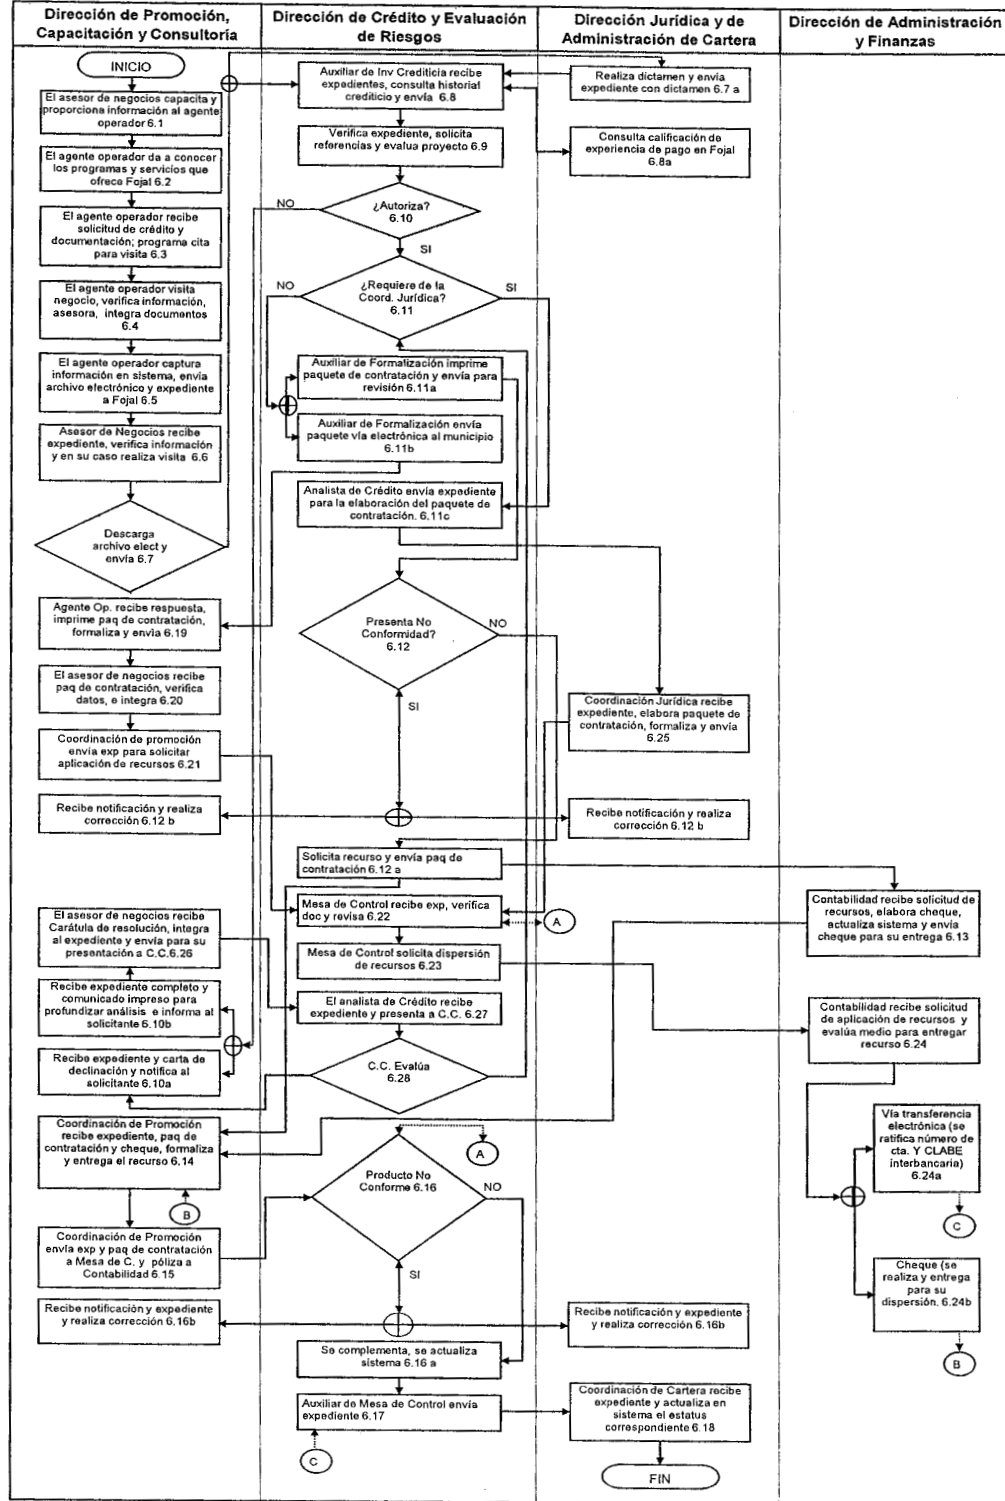 Dirección de Promoción,
Capacitación y Consultoría
Dirección de Crédito y Evaluación
de Riesgos
Dirección Jurídica y de
Administración de Cartera
Dirección de Administración
y Finanzas
INICIO
El asesor de negocios capacita y
proporciona información al agente
operador 6.1
El agente operador da a conocer
los programas y servicios que
ofrece Fojal 6.2
El agente operador recibe
solicitud de crédito y
documentación; programa cita
para visita 6.3
El agente operador visita
negocio, verifica información,
asesora, integra documentos
6.4
El agente operador captura
información en sistema, envía
archivo electrónico y expediente
a Fojal 6.5
Asesor de Negocios recibe
expediente, verifica información
y en su caso realiza visita 6.6
Descarga
archivo elect y
envía 6.7
Agente Op. recibe respuesta,
imprime paq de contratación,
formaliza y envía 6.19
El asesor de negocios recibe
paq de contratación, verifica
datos, e integra 6.20
Coordinación de promoción
envía exp para solicitar
aplicación de recursos 6.21
Recibe notificación y realiza
corrección 6.12 b
El asesor de negocios recibe
Carátula de resolución, integra
al expediente y envía para su
presentación a C.C.6.26
Recibe expediente completo y
comunicado impreso para
profundizar análisis e informa al
solicitante 6.10b
Recibe expediente y carta de
declinación y notifica al
solicitante 6.10a
Coordinación de Promoción
recibe expediente, paq de
contratación y cheque, formaliza
y entrega el recurso 6.14
B
Coordinación de Promoción
envía exp y paq de contratación
a Mesa de C. y póliza a
Contabilidad 6.15
Recibe notificación y expediente
y realiza corrección 6.16b
Auxiliar de Inv Crediticia recibe
expedientes, consulta historial
crediticio y envía 6.8
Verifica expediente, solicita
referencias y evalua proyecto 6.9
NO
¿Autoriza?
6.10
SI
NO
¿Requiere de la
Coord. Jurídica?
6.11
SI
Auxiliar de Formalización imprime
paquete de contratación y envía para
revisión 6.11a
Auxiliar de Formalización envía
paquete vía electrónica al municipio
6.11b
Analista de Crédito envía expediente
para la elaboración del paquete de
contratación. 6.11c
Presenta No
Conformidad?
6.12
NO
SI
Solicita recurso y envía paq de
contratación 6.12 a
Mesa de Control recibe exp, verifica
doc y revisa 6.22
Mesa de Control solicita dispersión
de recursos 6.23
El analista de Crédito recibe
expediente y presenta a C.C. 6.27
C.C. Evalúa
6.28
A
Producto No
Conforme 6.16
NO
SI
Se complementa, se actualiza
sistema 6.16 a
Auxiliar de Mesa de Control envía
expediente 6.17
C
Realiza dictamen y envía
expediente con dictamen 6.7 a
Consulta calificación de
experiencia de pago en Fojal
6.8a
Coordinación Jurídica recibe
expediente, elabora paquete de
contratación, formaliza y envía
6.25
Recibe notificación y realiza
corrección 6.12 b
A
Recibe notificación y expediente
y realiza corrección 6.16b
Coordinación de Cartera recibe
expediente y actualiza en
sistema el estatus
correspondiente 6.18
FIN
Contabilidad recibe solicitud de
recursos, elabora cheque,
actualiza sistema y envía
cheque para su entrega 6.13
Contabilidad recibe solicitud
de aplicación de recursos y
evalúa medio para entregar
recurso 6.24
Vía transferencia
electrónica (se
ratifica número de
cta. Y CLABE
interbancaria)
6.24a
C
Cheque (se
realiza y entrega
para su
dispersión. 6.24b
B